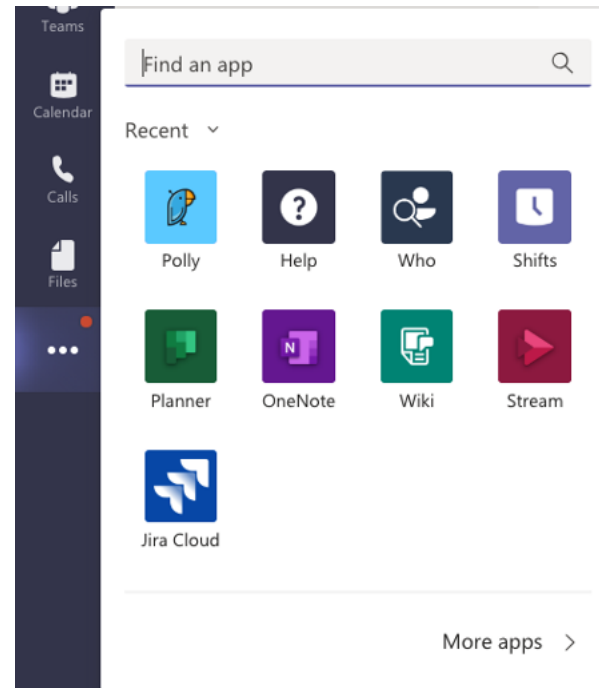 Teams
Calendar
Calls
Files
Find an app
Recent
Polly
Help
Who
Shifts
Planner
OneNote
Wiki
Stream
Jira Cloud
More apps